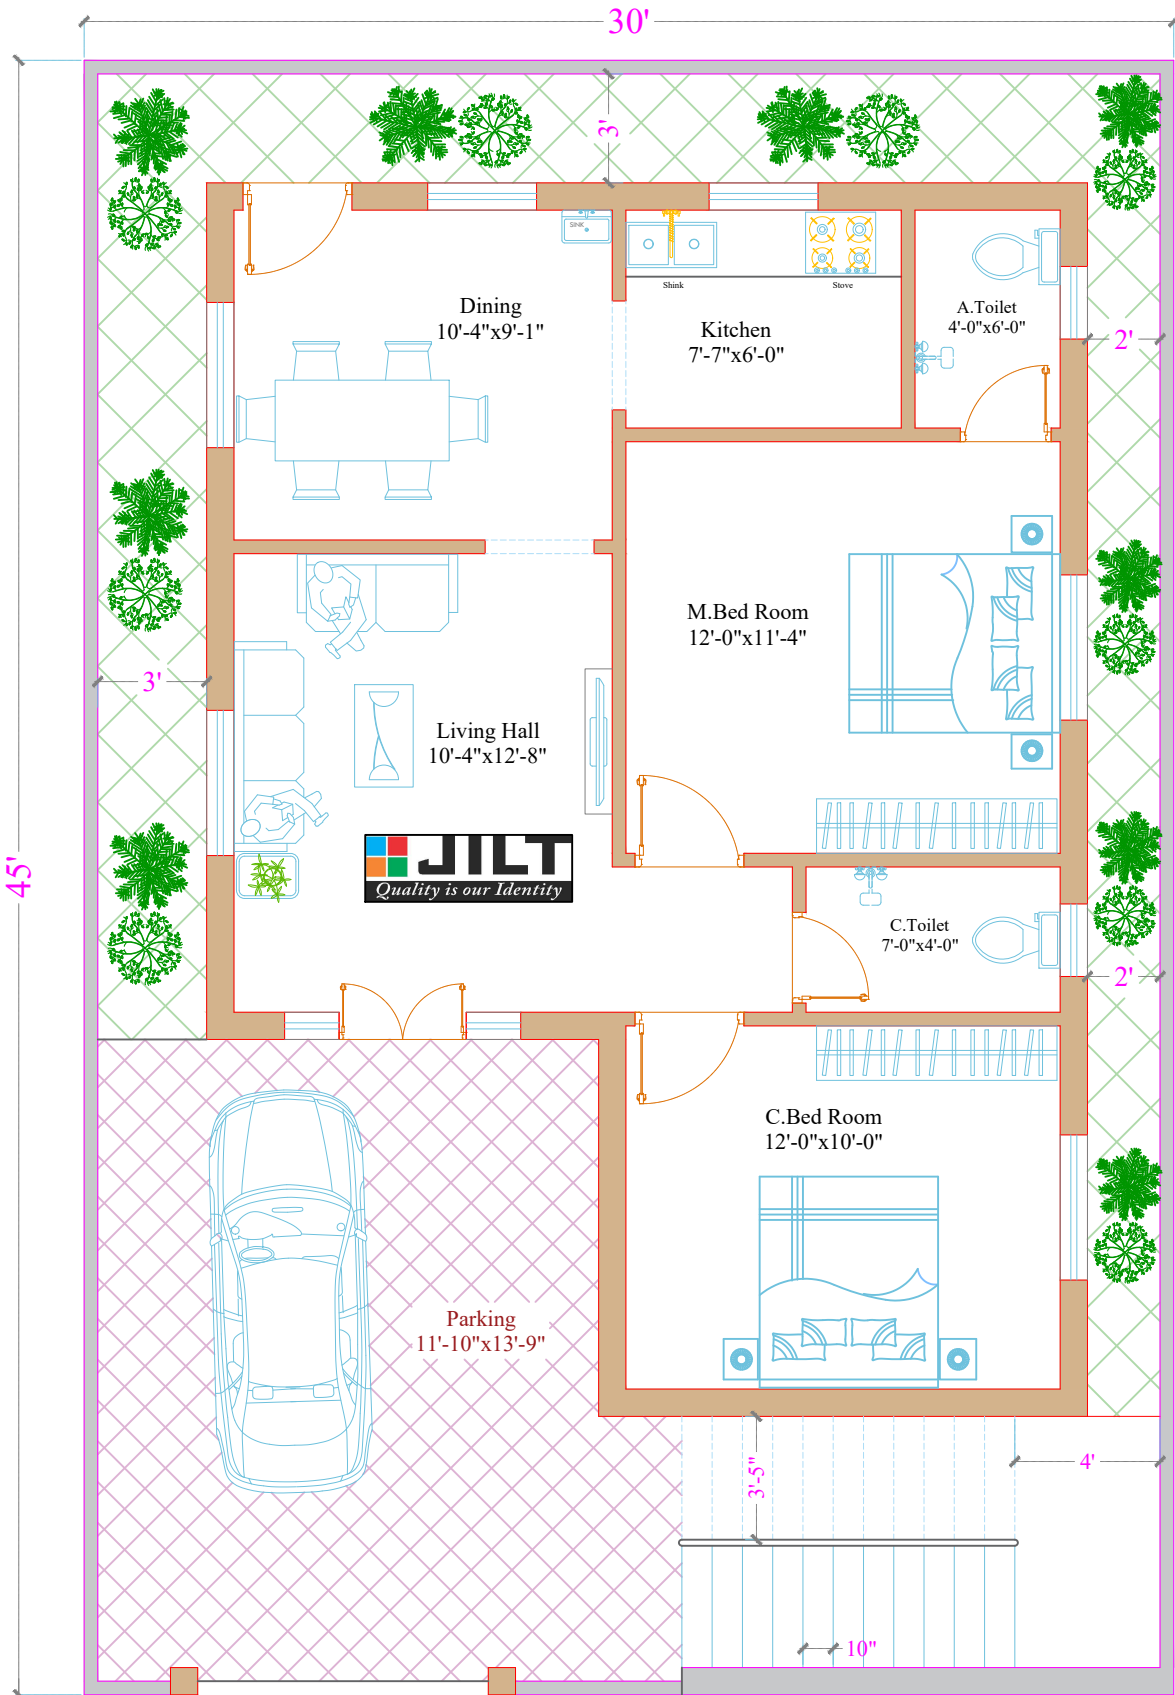 30'
3'
SINK
Shink
Stove
Dining
10'-4"x9'-1"
Kitchen
7'-7"x6'-0"
A.Toilet
4'-0"x6'-0"
2'
M.Bed Room
12'-0"x11'-4"
3'
Living Hall
10'-4"x12'-8"
45'
JILT
Quality is our Identity
C.Toilet
7'-0"x4'-0"
2'
C.Bed Room
12'-0"x10'-0"
Parking
11'-10"x13'-9"
3'-5"
4'
10"